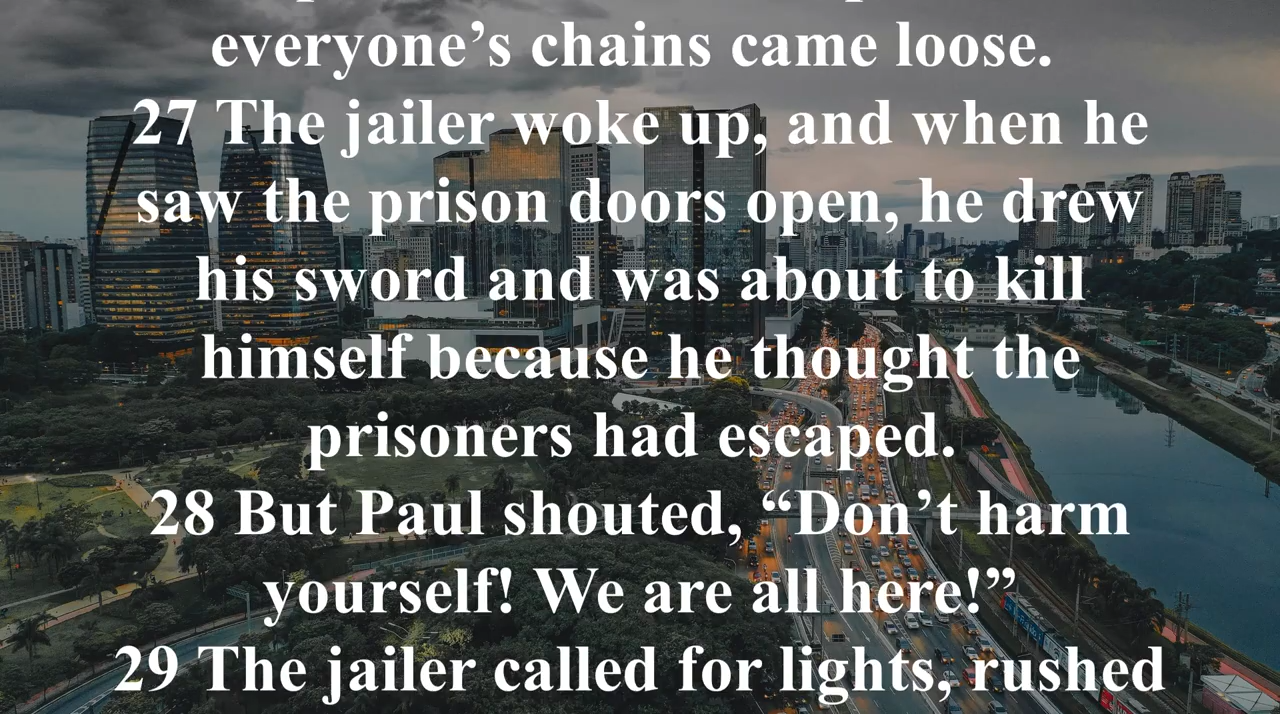 everyone’s chains came loose.
27 The jailer woke up, and when he
saw the prison doors open, he drew
his sword and was about to kill
himself because he thought the
prisoners had escaped.
28 But Paul shouted, “Don’t harm
yourself! We are all here!”
29 The jailer called for lights, rushed